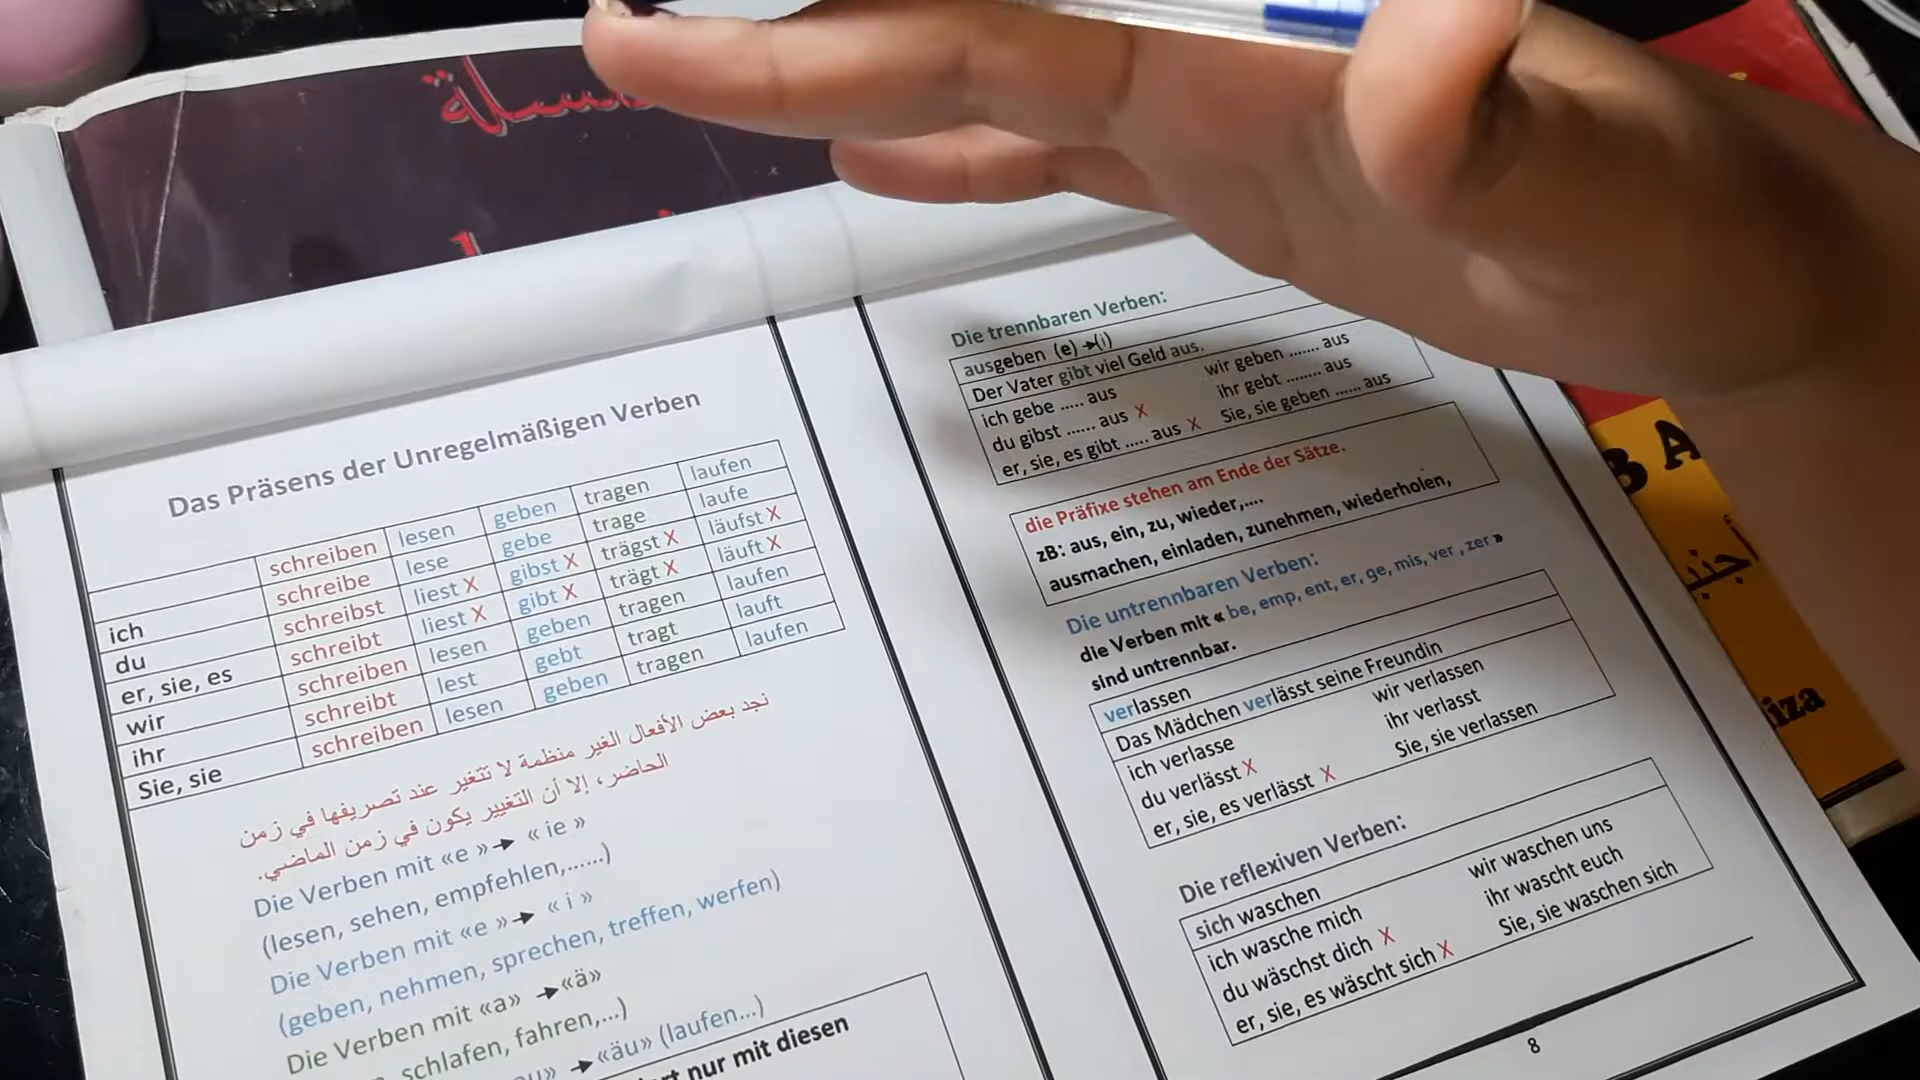 سلسلة
Das Präsens der Unregelmäßigen Verben
schreiben lesen geben tragen laufen
ich schreibe lese gebe trage laufe
du schreibst liest X gibst X trägst X läufst X
er, sie, es schreibt liest X gibt X trägt X läuft X
wir schreiben lesen geben tragen laufen
ihr schreibt lest gebt tragt lauft
Sie, sie schreiben lesen geben tragen laufen
نجد بعض الأفعال الغير منظمة لا تتغير عند تصريفها في زمن
الحاضر، إلا أن التغيير يكون في زمن الماضي.
Die Verben mit «e »→ « ie »
(lesen, sehen, empfehlen,......)
Die Verben mit «e »→ « i »
(geben, nehmen, sprechen, treffen, werfen)
Die Verben mit «a» →«ä»
schlafen, fahren,...)
→«äu» (laufen...)
nur mit diesen
Die trennbaren Verben:
ausgeben (e)→(i)
Der Vater gibt viel Geld aus.
ich gebe ..... aus wir geben ....... aus
du gibst ...... aus X ihr gebt ........ aus
er, sie, es gibt ..... aus X Sie, sie geben ...... aus
die Präfixe stehen am Ende der Sätze.
zB: aus, ein, zu, wieder,....
ausmachen, einladen, zunehmen, wiederholen,
Die untrennbaren Verben:
die Verben mit « be, emp, ent, er, ge, mis, ver , zer »
sind untrennbar.
verlassen
Das Mädchen verlässt seine Freundin
ich verlasse wir verlassen
du verlässt X ihr verlasst
er, sie, es verlässt X Sie, sie verlassen
Die reflexiven Verben:
sich waschen
ich wasche mich wir waschen uns
du wäschst dich X ihr wascht euch
er, sie, es wäscht sich X Sie, sie waschen sich
8
B A